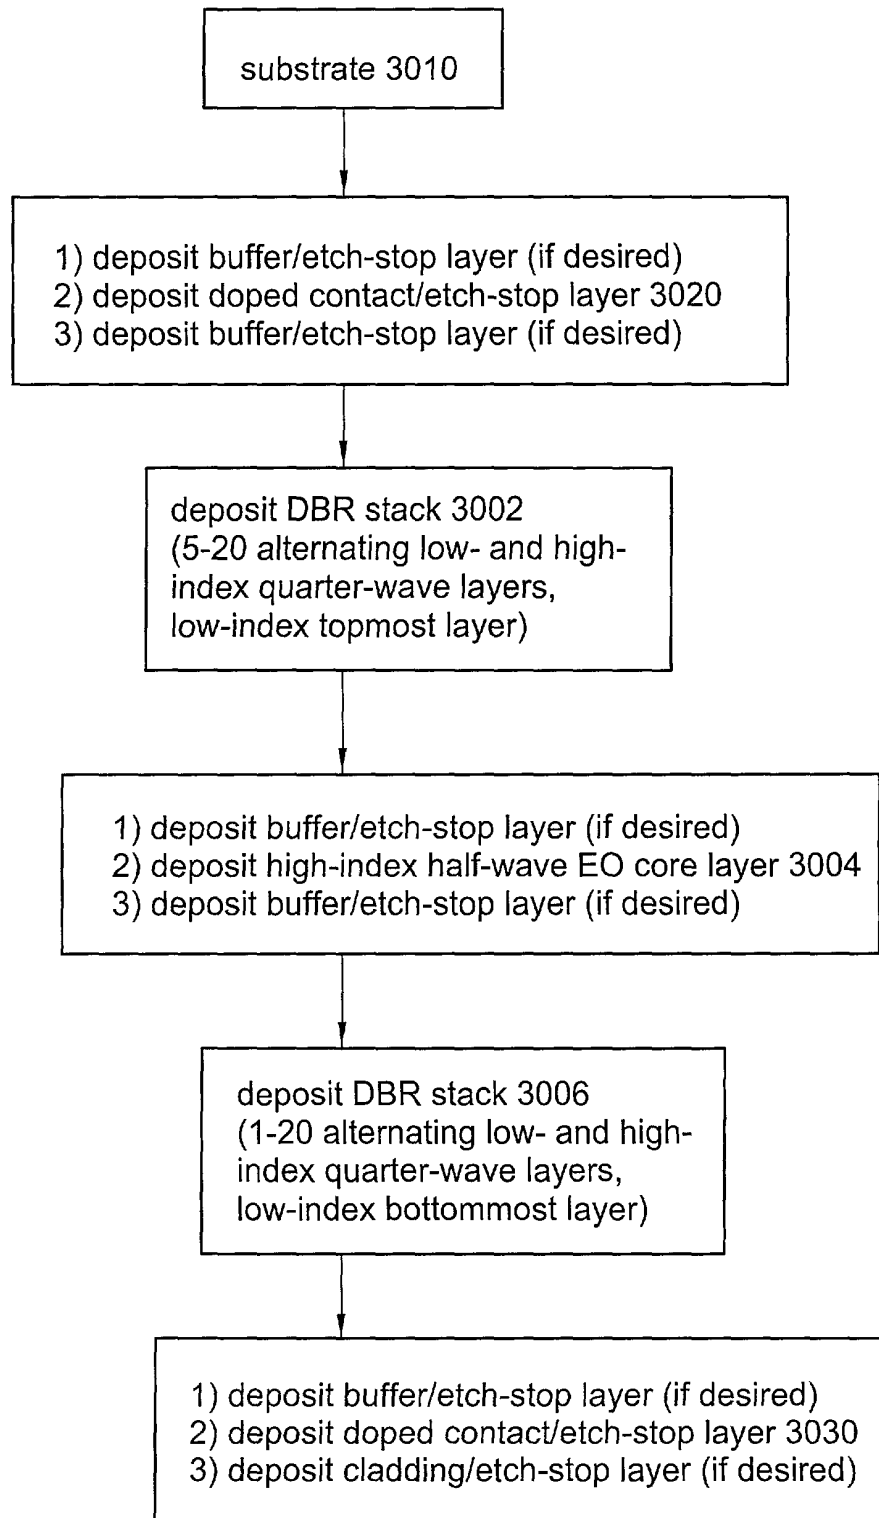 substrate 3010
1) deposit buffer/etch-stop layer (if desired)
2) deposit doped contact/etch-stop layer 3020
3) deposit buffer/etch-stop layer (if desired)
deposit DBR stack 3002
(5-20 alternating low- and high-
index quarter-wave layers,
low-index topmost layer)
1) deposit buffer/etch-stop layer (if desired)
2) deposit high-index half-wave EO core layer 3004
3) deposit buffer/etch-stop layer (if desired)
deposit DBR stack 3006
(1-20 alternating low- and high-
index quarter-wave layers,
low-index bottommost layer)
1) deposit buffer/etch-stop layer (if desired)
2) deposit doped contact/etch-stop layer 3030
3) deposit cladding/etch-stop layer (if desired)